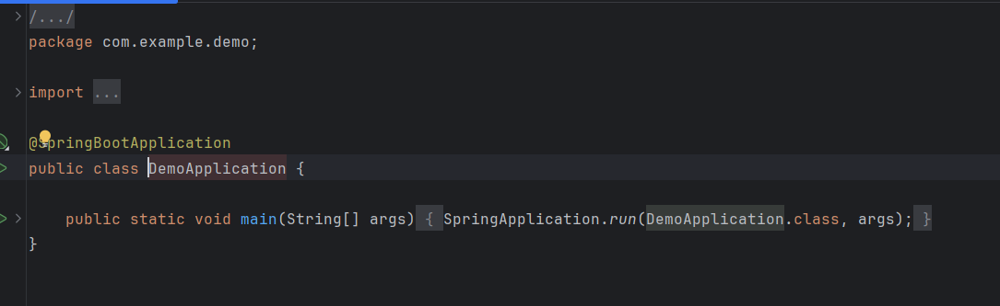 /.../
package com.example.demo;
import ...
@SpringBootApplication
public class DemoApplication {
public static void main(String[] args) { SpringApplication.run(DemoApplication.class, args); }
}